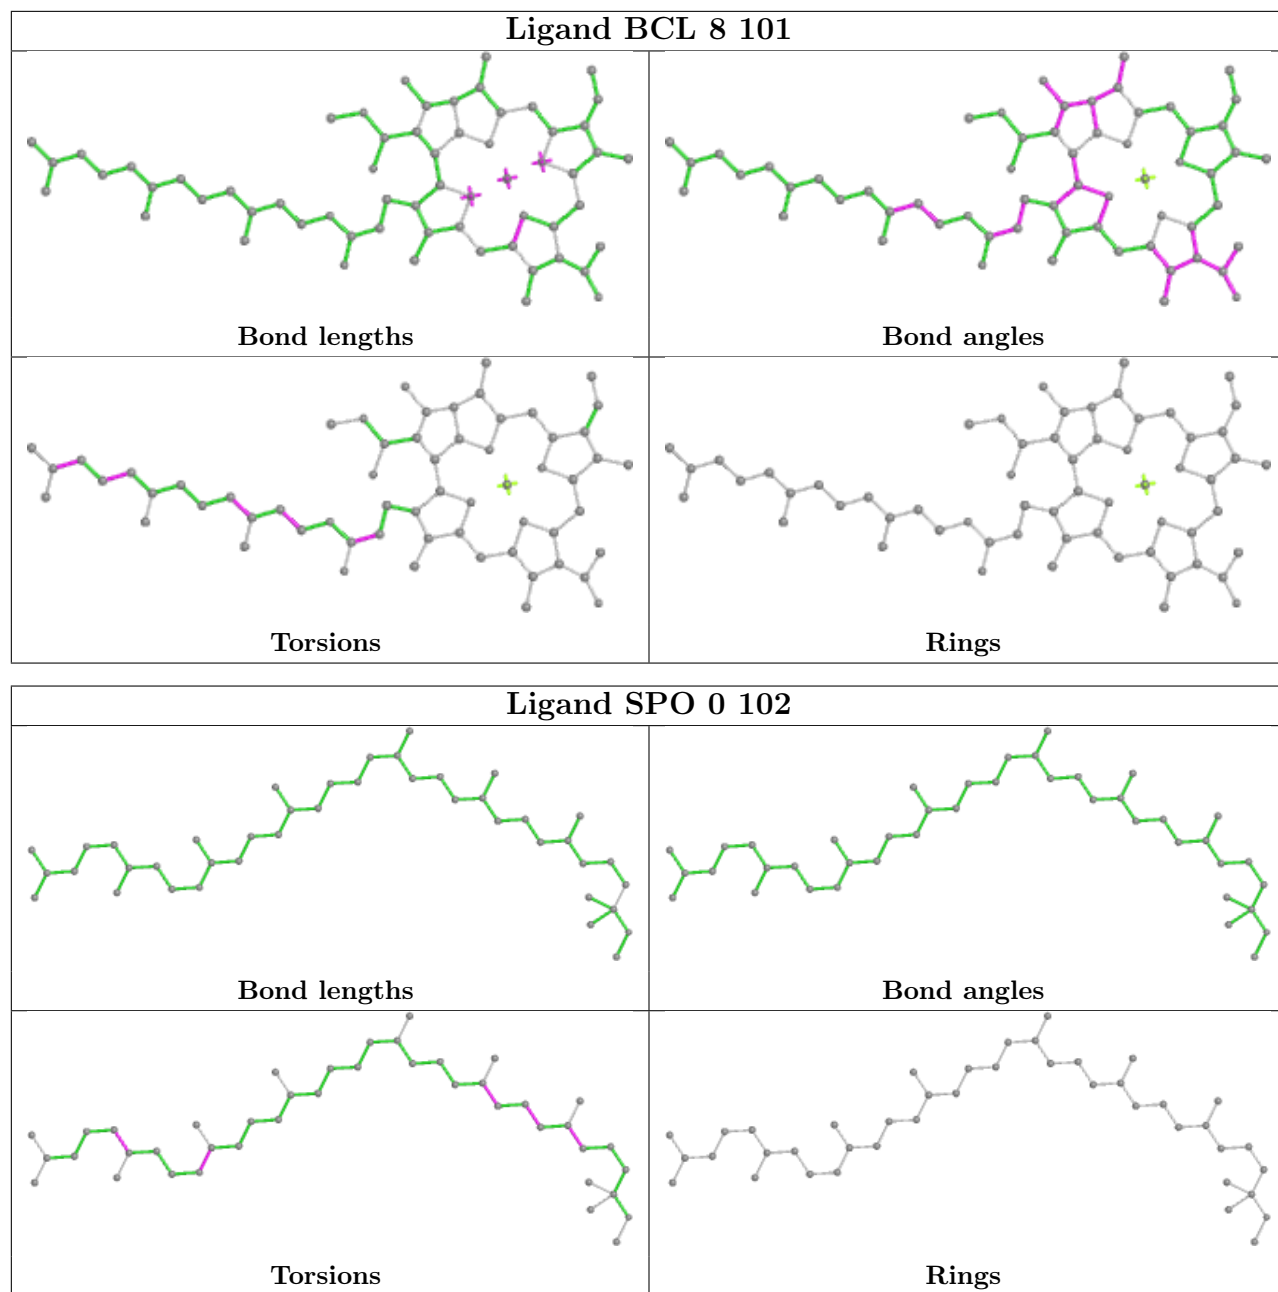 Ligand BCL 8 101
Bond lengths
Bond angles
Torsions
Rings
Ligand SPO 0 102
Bond lengths
Bond angles
Torsions
Rings